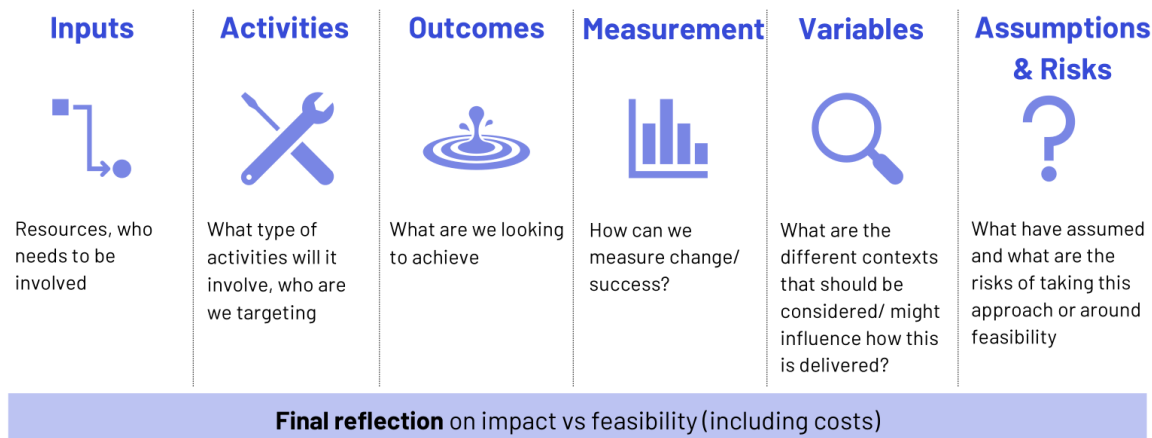 Inputs
Resources, who
needs to be
involved
Activities
What type of
activities will it
involve, who are
we targeting
Outcomes
What are we looking
to achieve
Measurement
How can we
measure change/
success?
Variables
What are the
different contexts
that should be
considered/ might
influence how this
is delivered?
Assumptions
& Risks
What have assumed
and what are the
risks of taking this
approach or around
feasibility
Final reflection on impact vs feasibility (including costs)